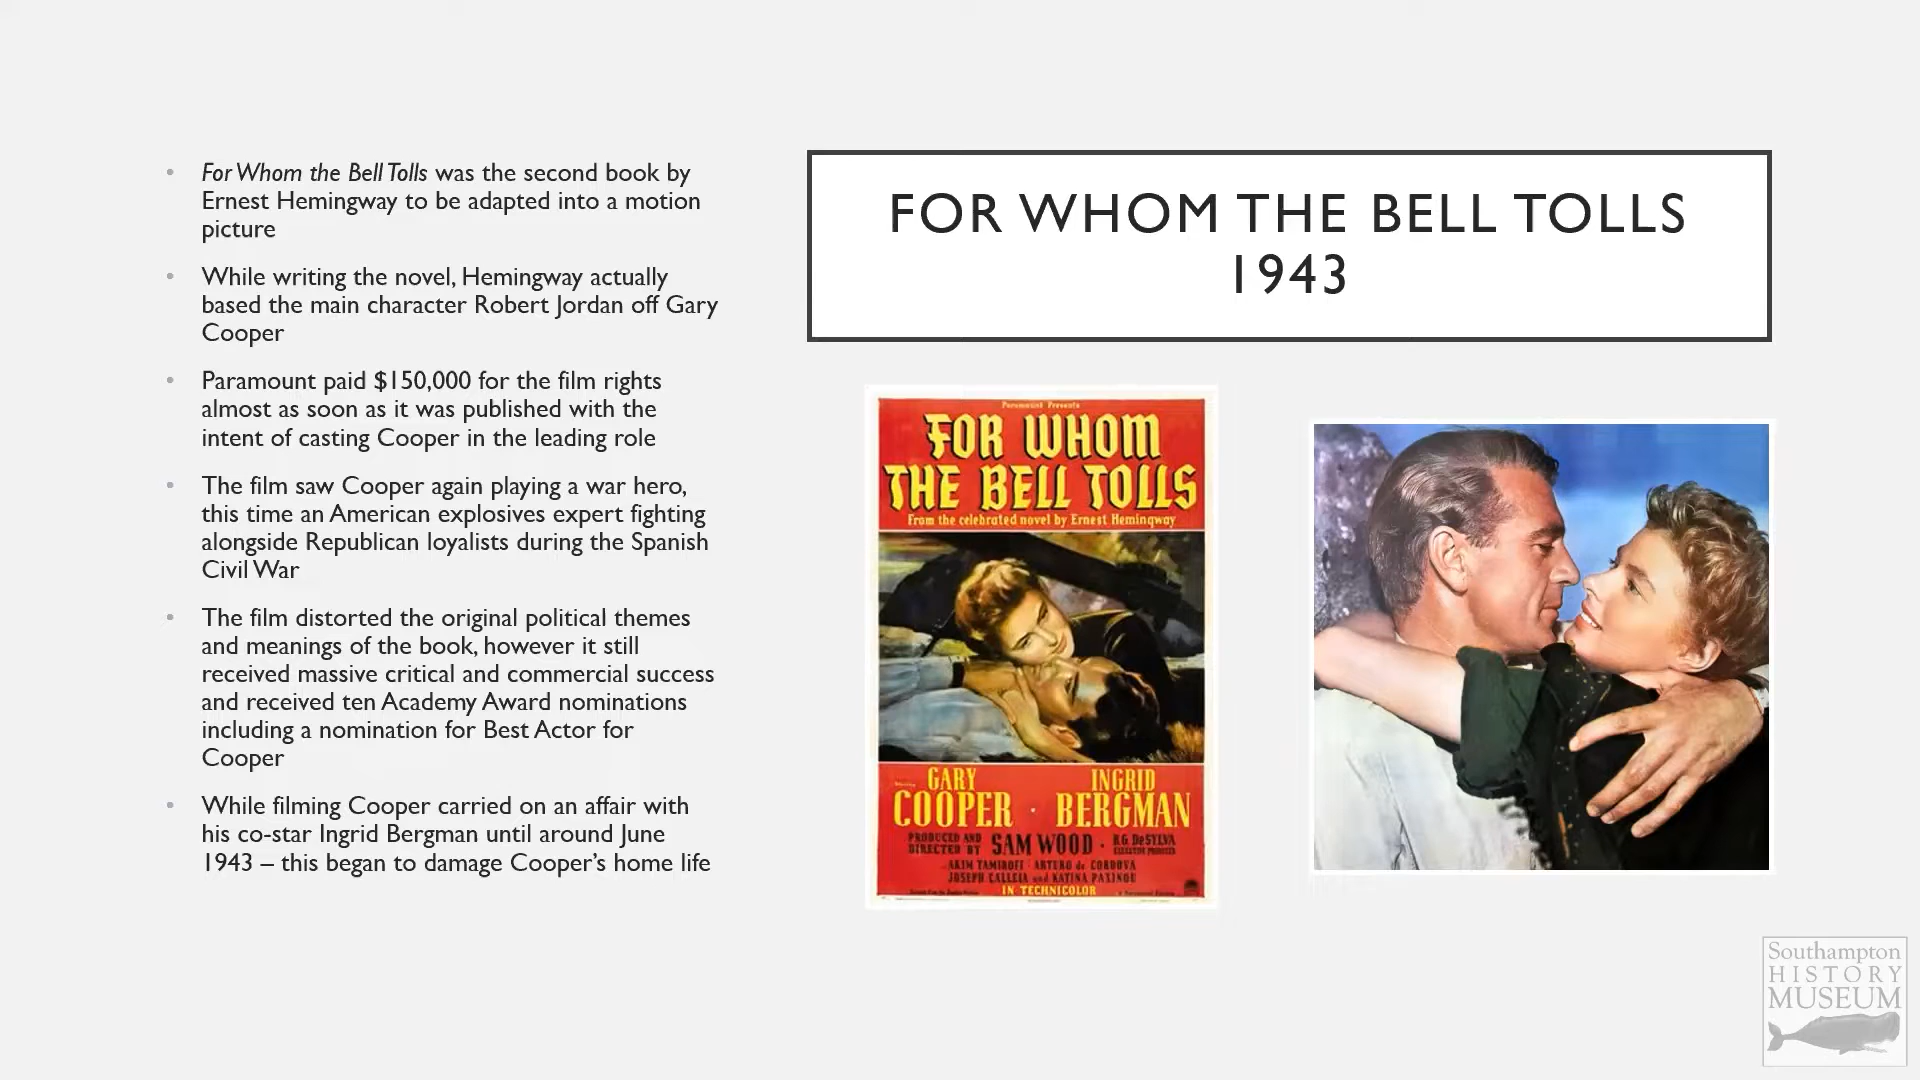 For Whom the Bell Tolls was the second book by
Ernest Hemingway to be adapted into a motion
picture
While writing the novel, Hemingway actually
based the main character Robert Jordan off Gary
Cooper
Paramount paid $150,000 for the film rights
almost as soon as it was published with the
intent of casting Cooper in the leading role
The film saw Cooper again playing a war hero,
this time an American explosives expert fighting
alongside Republican loyalists during the Spanish
Civil War
The film distorted the original political themes
and meanings of the book, however it still
received massive critical and commercial success
and received ten Academy Award nominations
including a nomination for Best Actor for
Cooper
While filming Cooper carried on an affair with
his co-star Ingrid Bergman until around June
1943 – this began to damage Cooper's home life
FOR WHOM THE BELL TOLLS
1943
Paramount Presents
FOR WHOM
THE BELL TOLLS
From the celebrated novel by Ernest Hemingway
GARY
COOPER
INGRID
BERGMAN
PRODUCED AND
DIRECTED BY SAM WOOD · B.G. DeSYLVA
EXECUTIVE PRODUCER
AKIM TAMIROFF · ARTURO de CORDOVA
JOSEPH CALLEIA and KATINA PAXINOU
IN TECHNICOLOR
Southampton
HISTORY
MUSEUM